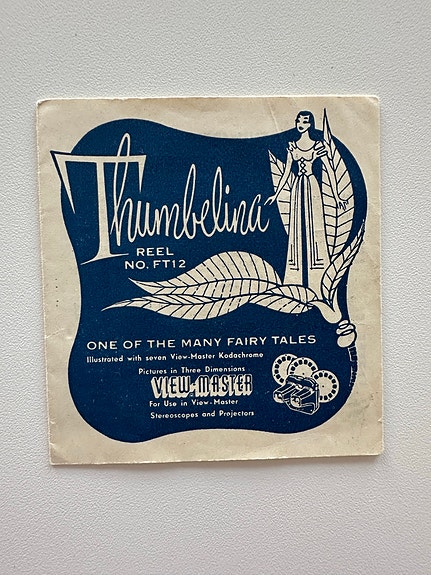 Thumbelina
REEL
NO. FT12
ONE OF THE MANY FAIRY TALES
Illustrated with seven View-Master Kodachrome
Pictures in Three Dimensions
VIEW-MASTER
For Use in View-Master
Stereoscopes and Projectors